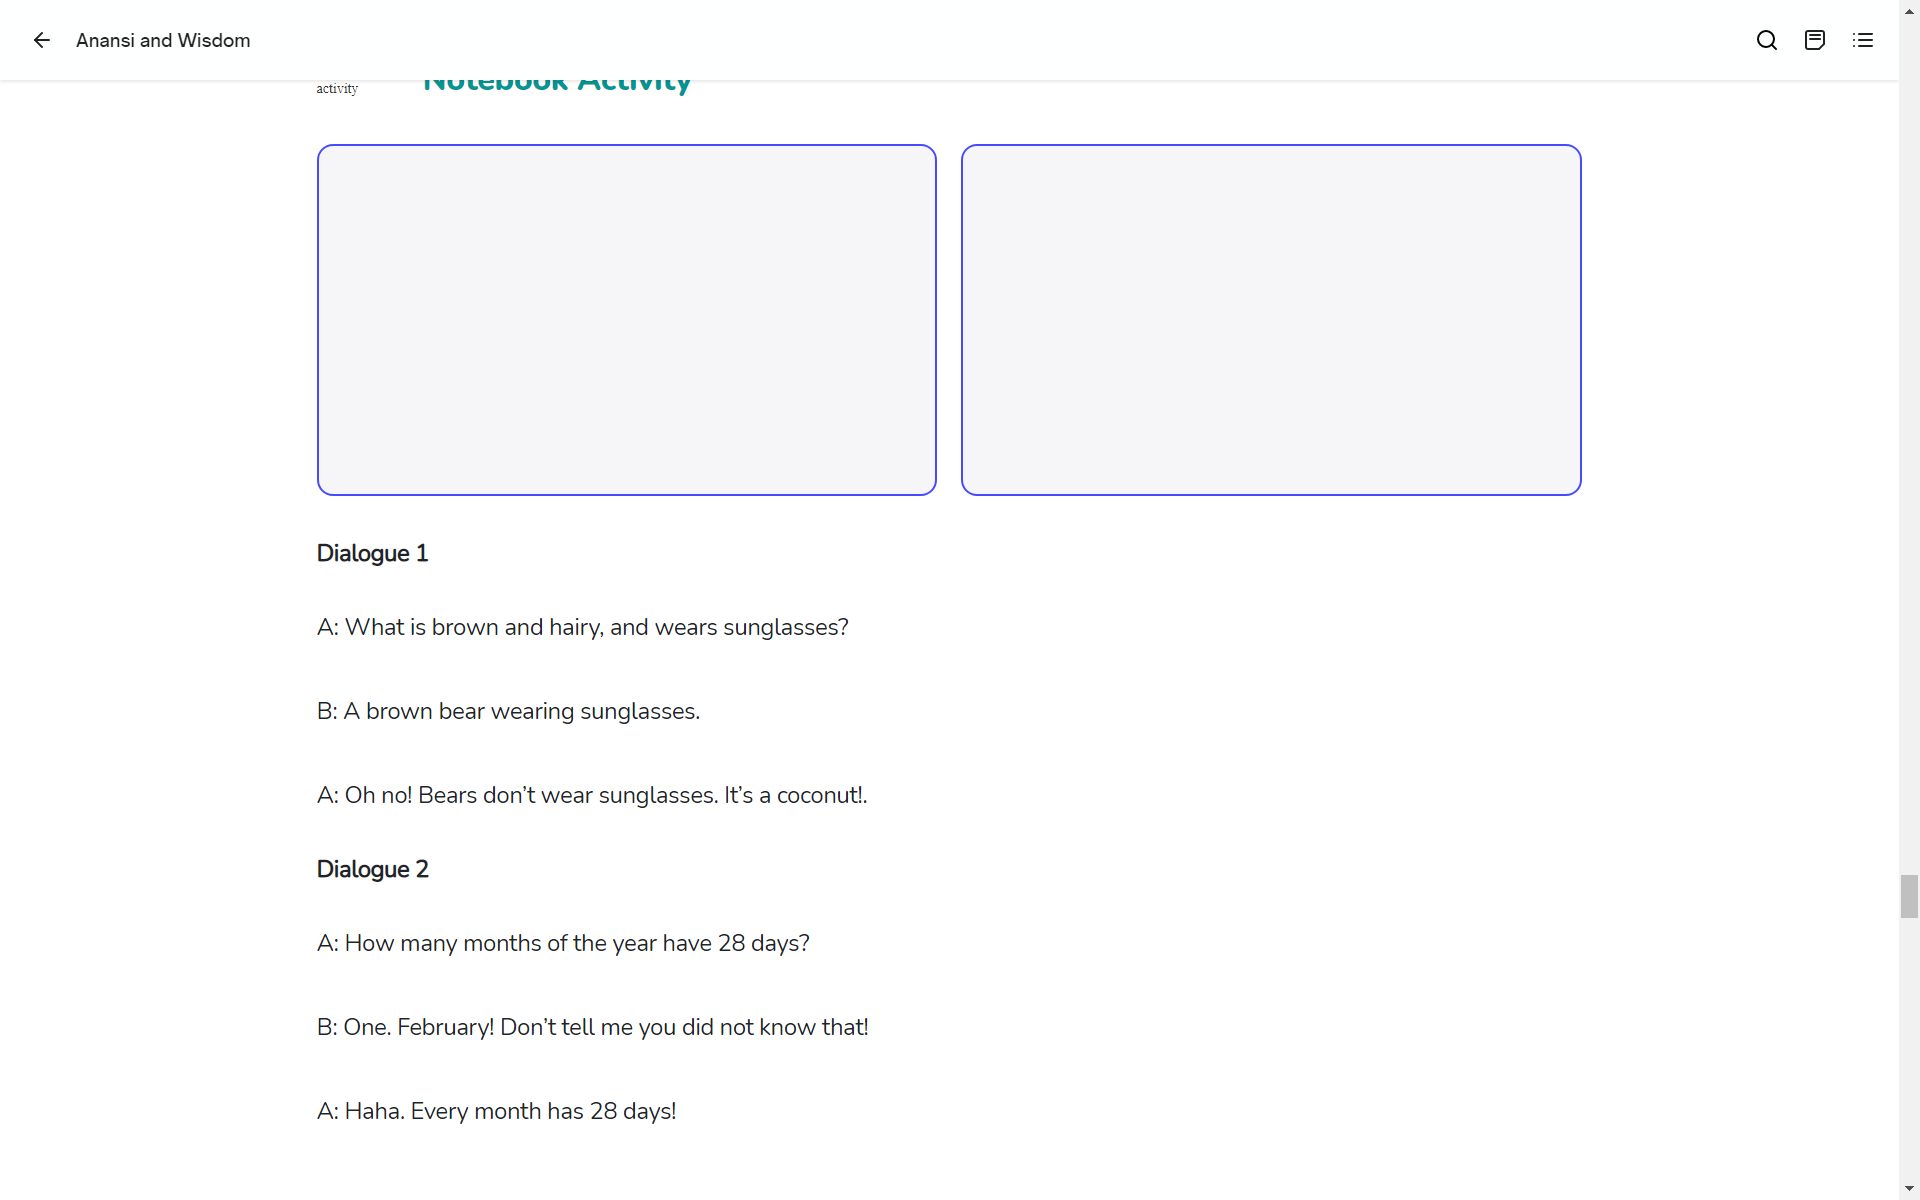 Anansi and Wisdom
activity
Notebook Activity
Dialogue 1
A: What is brown and hairy, and wears sunglasses?
B: A brown bear wearing sunglasses.
A: Oh no! Bears don’t wear sunglasses. It’s a coconut!.
Dialogue 2
A: How many months of the year have 28 days?
B: One. February! Don’t tell me you did not know that!
A: Haha. Every month has 28 days!